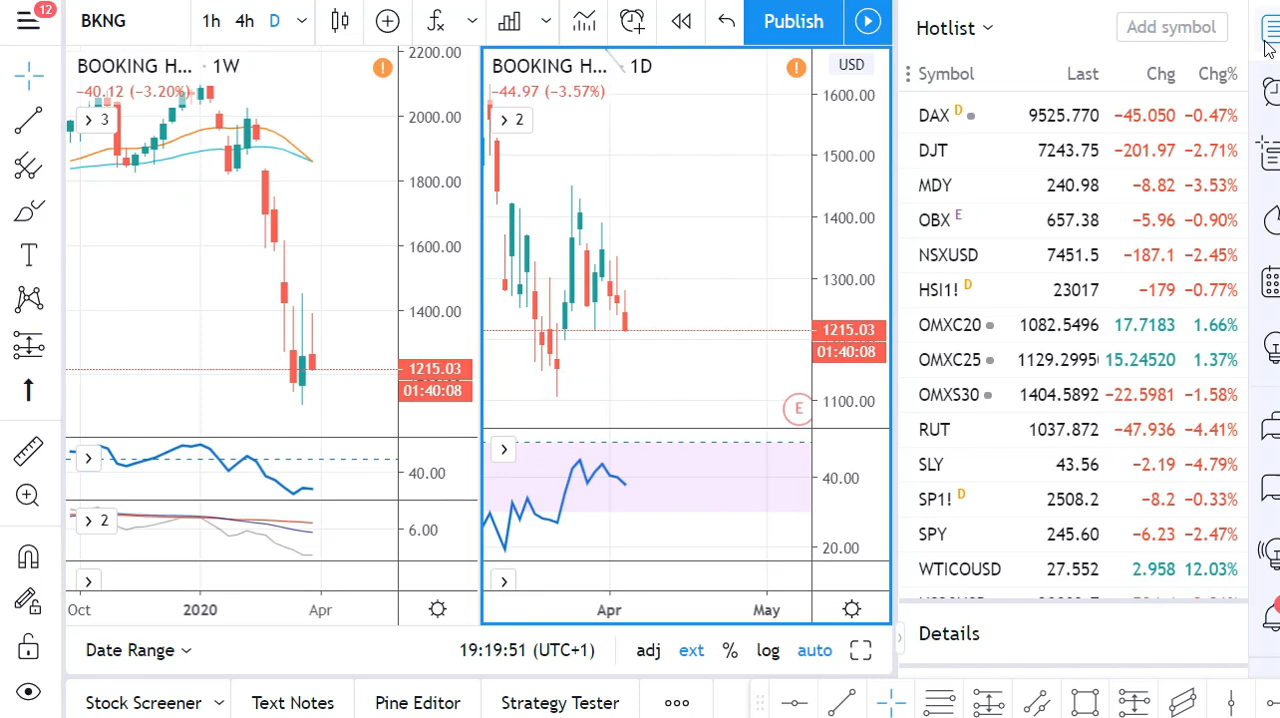 12
BKNG
1h 4h D
Publish
BOOKING H... · 1W
−40.12 (−3.20%)
3
2200.00
2000.00
1800.00
1600.00
1400.00
1215.03
01:40:08
40.00
2
6.00
Oct 2020 Apr
BOOKING H... · 1D
−44.97 (−3.57%)
2
USD
1600.00
1500.00
1400.00
1300.00
1215.03
01:40:08
1100.00
E
40.00
20.00
Apr May
Date Range 19:19:51 (UTC+1) adj ext % log auto
Stock Screener Text Notes Pine Editor Strategy Tester
Hotlist Add symbol
Symbol Last Chg Chg%
DAX D 9525.770 −45.050 −0.47%
DJT 7243.75 −201.97 −2.71%
MDY 240.98 −8.82 −3.53%
OBX E 657.38 −5.96 −0.90%
NSXUSD 7451.5 −187.1 −2.45%
HSI1! D 23017 −179 −0.77%
OMXC20 1082.5496 17.7183 1.66%
OMXC25 1129.2995 15.24520 1.37%
OMXS30 1404.5892 −22.5981 −1.58%
RUT 1037.872 −47.936 −4.41%
SLY 43.56 −2.19 −4.79%
SP1! D 2508.2 −8.2 −0.33%
SPY 245.60 −6.23 −2.47%
WTICOUSD 27.552 2.958 12.03%
Details